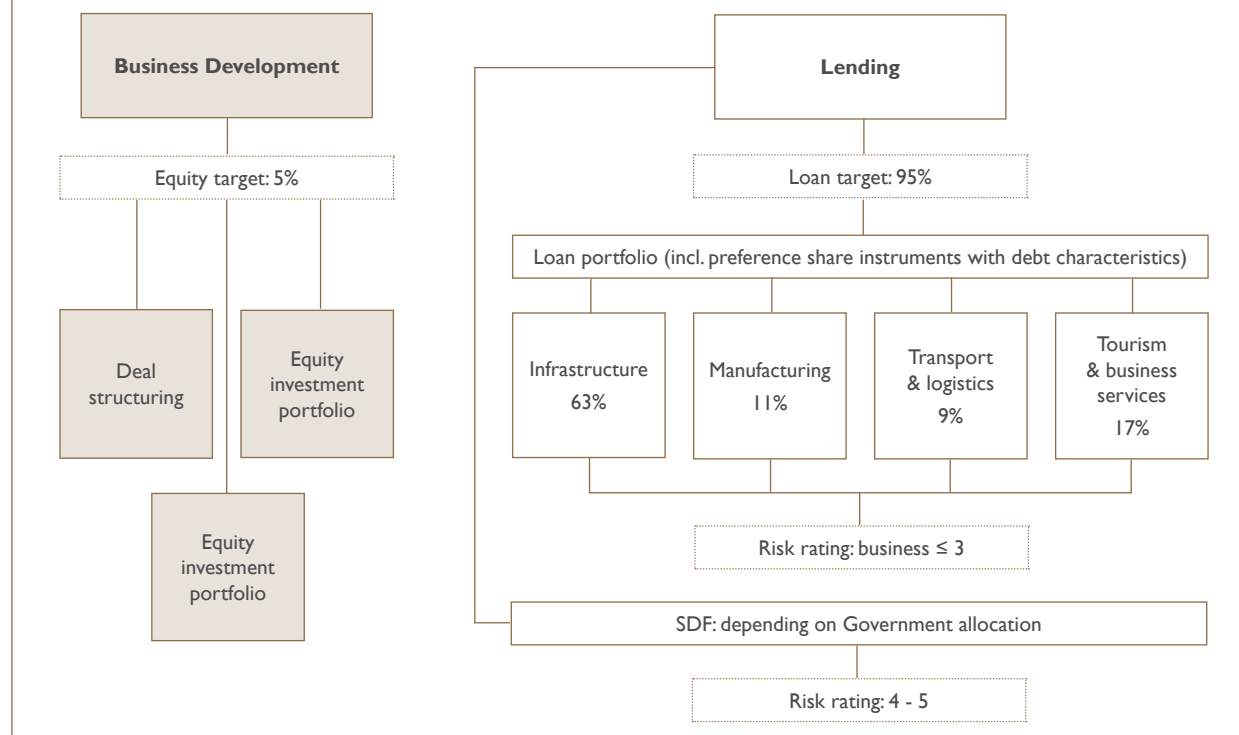 Business Development
Equity target: 5%
Deal
structuring
Equity
investment
portfolio
Equity
investment
portfolio
Lending
Loan target: 95%
Loan portfolio (incl. preference share instruments with debt characteristics)
Infrastructure
63%
Manufacturing
11%
Transport
& logistics
9%
Tourism
& business
services
17%
Risk rating: business ≤ 3
SDF: depending on Government allocation
Risk rating: 4 - 5